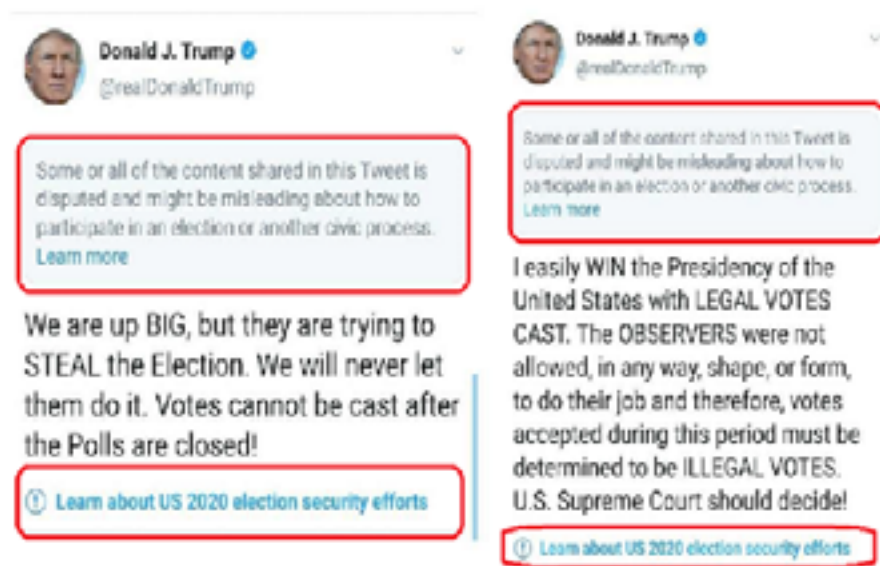 Donald J. Trump
@realDonaldTrump
Some or all of the content shared in this Tweet is
disputed and might be misleading about how to
participate in an election or another civic process.
Learn more
We are up BIG, but they are trying to
STEAL the Election. We will never let
them do it. Votes cannot be cast after
the Polls are closed!
Learn about US 2020 election security efforts
Donald J. Trump
@realDonaldTrump
Some or all of the content shared in this Tweet is
disputed and might be misleading about how to
participate in an election or another civic process.
Learn more
I easily WIN the Presidency of the
United States with LEGAL VOTES
CAST. The OBSERVERS were not
allowed, in any way, shape, or form,
to do their job and therefore, votes
accepted during this period must be
determined to be ILLEGAL VOTES.
U.S. Supreme Court should decide!
Learn about US 2020 election security efforts